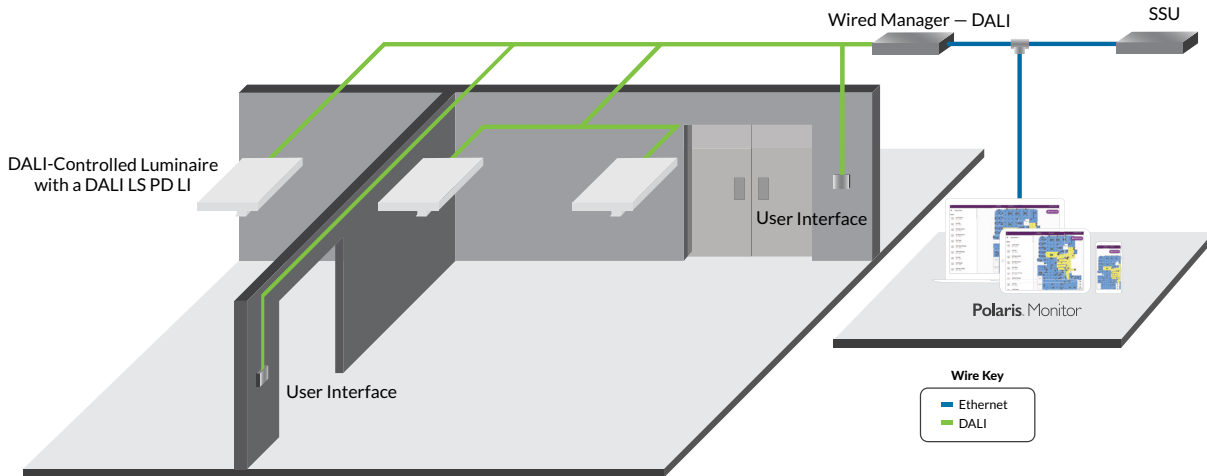 Wired Manager — DALI
SSU
DALI-Controlled Luminaire
with a DALI LS PD LI
User Interface
Polaris. Monitor
User Interface
Wire Key
Ethernet
DALI